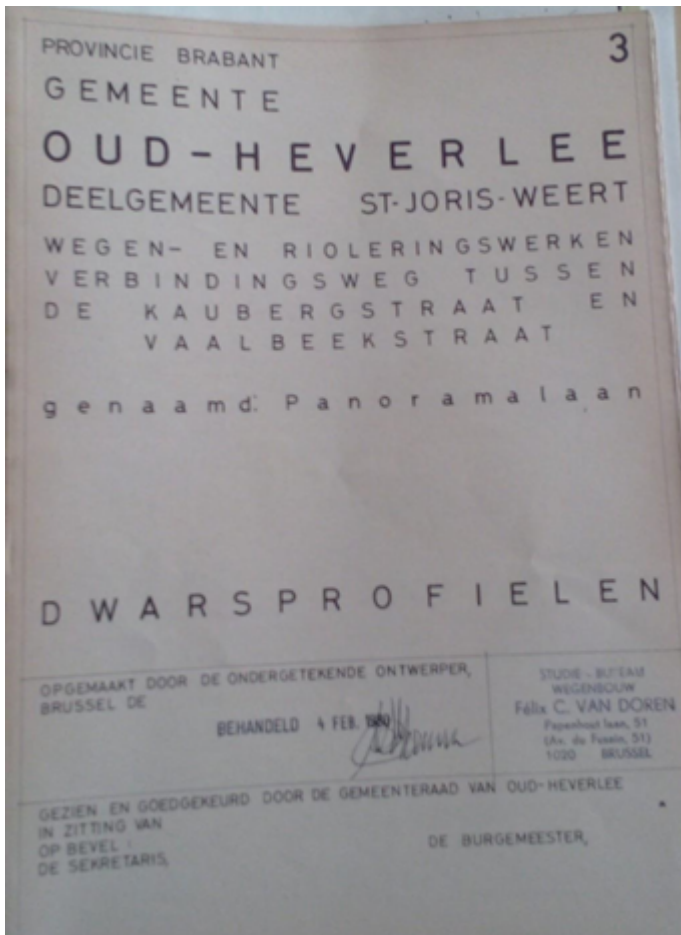 PROVINCIE BRABANT
3
GEMEENTE
OUD-HEVERLEE
DEELGEMEENTE ST-JORIS-WEERT
WEGEN- EN RIOLERINGSWERKEN
VERBINDINGSWEG TUSSEN
DE KAUBERGSTRAAT EN
VAALBEEKSTRAAT
genaamd: Panoramalaan
DWARSPROFIELEN
OPGEMAAKT DOOR DE ONDERGETEKENDE ONTWERPER,
BRUSSEL DE
BEHANDELD 4 FEB. 1980
STUDIE-BUREAU
WEGENBOUW
Félix C. VAN DOREN
Papenhout laan, 51
(Av. du Fusain, 51)
1020 BRUSSEL
GEZIEN EN GOEDGEKEURD DOOR DE GEMEENTERAAD VAN OUD-HEVERLEE
IN ZITTING VAN
OP BEVEL :
DE SEKRETARIS,
DE BURGEMEESTER,